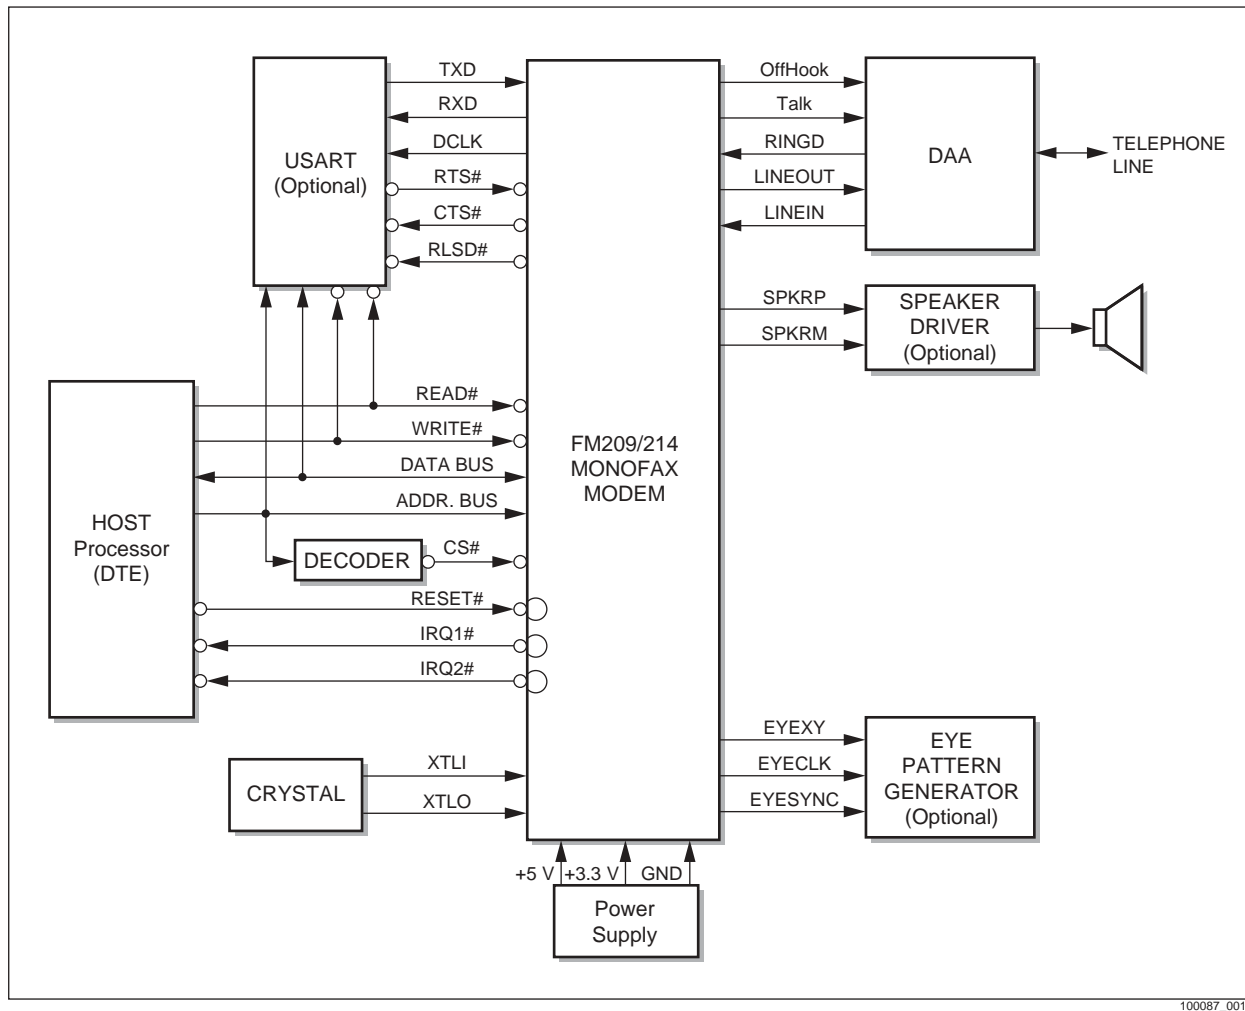 TXD
RXD
DCLK
RTS#
CTS#
RLSD#
USART
(Optional)
OffHook
Talk
RINGD
LINEOUT
LINEIN
DAA
TELEPHONE
LINE
SPKRP
SPKRM
SPEAKER
DRIVER
(Optional)
READ#
WRITE#
DATA BUS
ADDR. BUS
FM209/214
MONOFAX
MODEM
HOST
Processor
(DTE)
DECODER
CS#
RESET#
IRQ1#
IRQ2#
CRYSTAL
XTLI
XTLO
EYEXY
EYECLK
EYESYNC
EYE
PATTERN
GENERATOR
(Optional)
+5 V
+3.3 V
GND
Power
Supply
100087_001